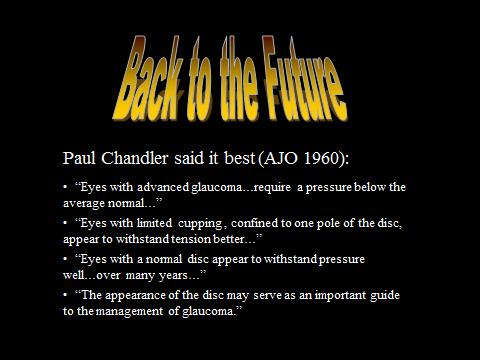 Back to the Future
Paul Chandler said it best (AJO 1960):
• “Eyes with advanced glaucoma…require a pressure below the
average normal…”
• “Eyes with limited cupping, confined to one pole of the disc,
appear to withstand tension better…”
• “Eyes with a normal disc appear to withstand pressure
well…over many years…”
• “The appearance of the disc may serve as an important guide
to the management of glaucoma.”